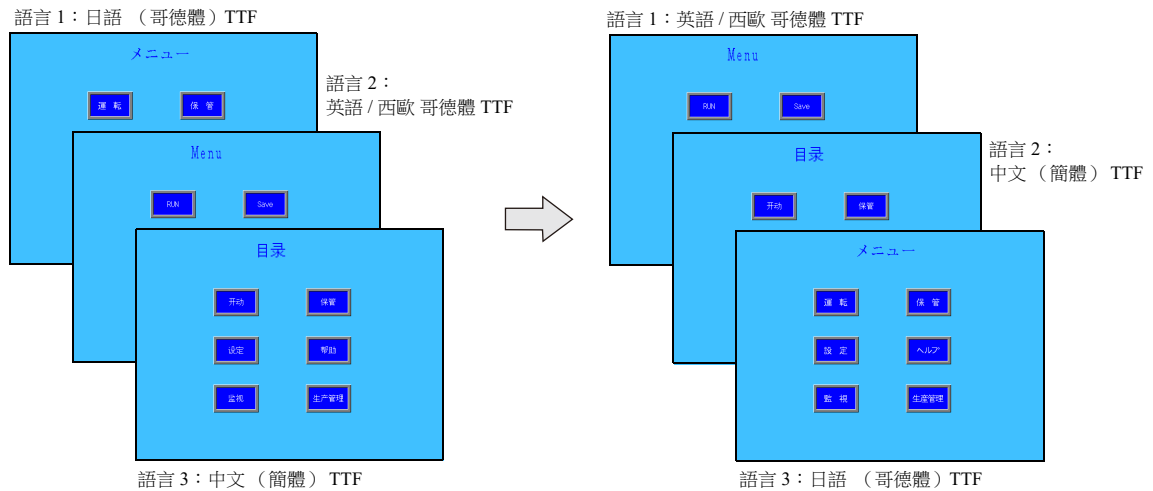 語言 1：日語 （哥德體）TTF
メニュー
運 転
保 管
語言 2：
英語 / 西歐 哥德體 TTF
Menu
RUN
Save
目录
开动
保管
设定
帮助
监视
生产管理
語言 3：中文 （簡體） TTF
語言 1：英語 / 西歐 哥德體 TTF
Menu
RUN
Save
語言 2：
中文 （簡體） TTF
目录
开动
保管
メニュー
運 転
保 管
設 定
ヘルプ
監 視
生産管理
語言 3：日語 （哥德體）TTF